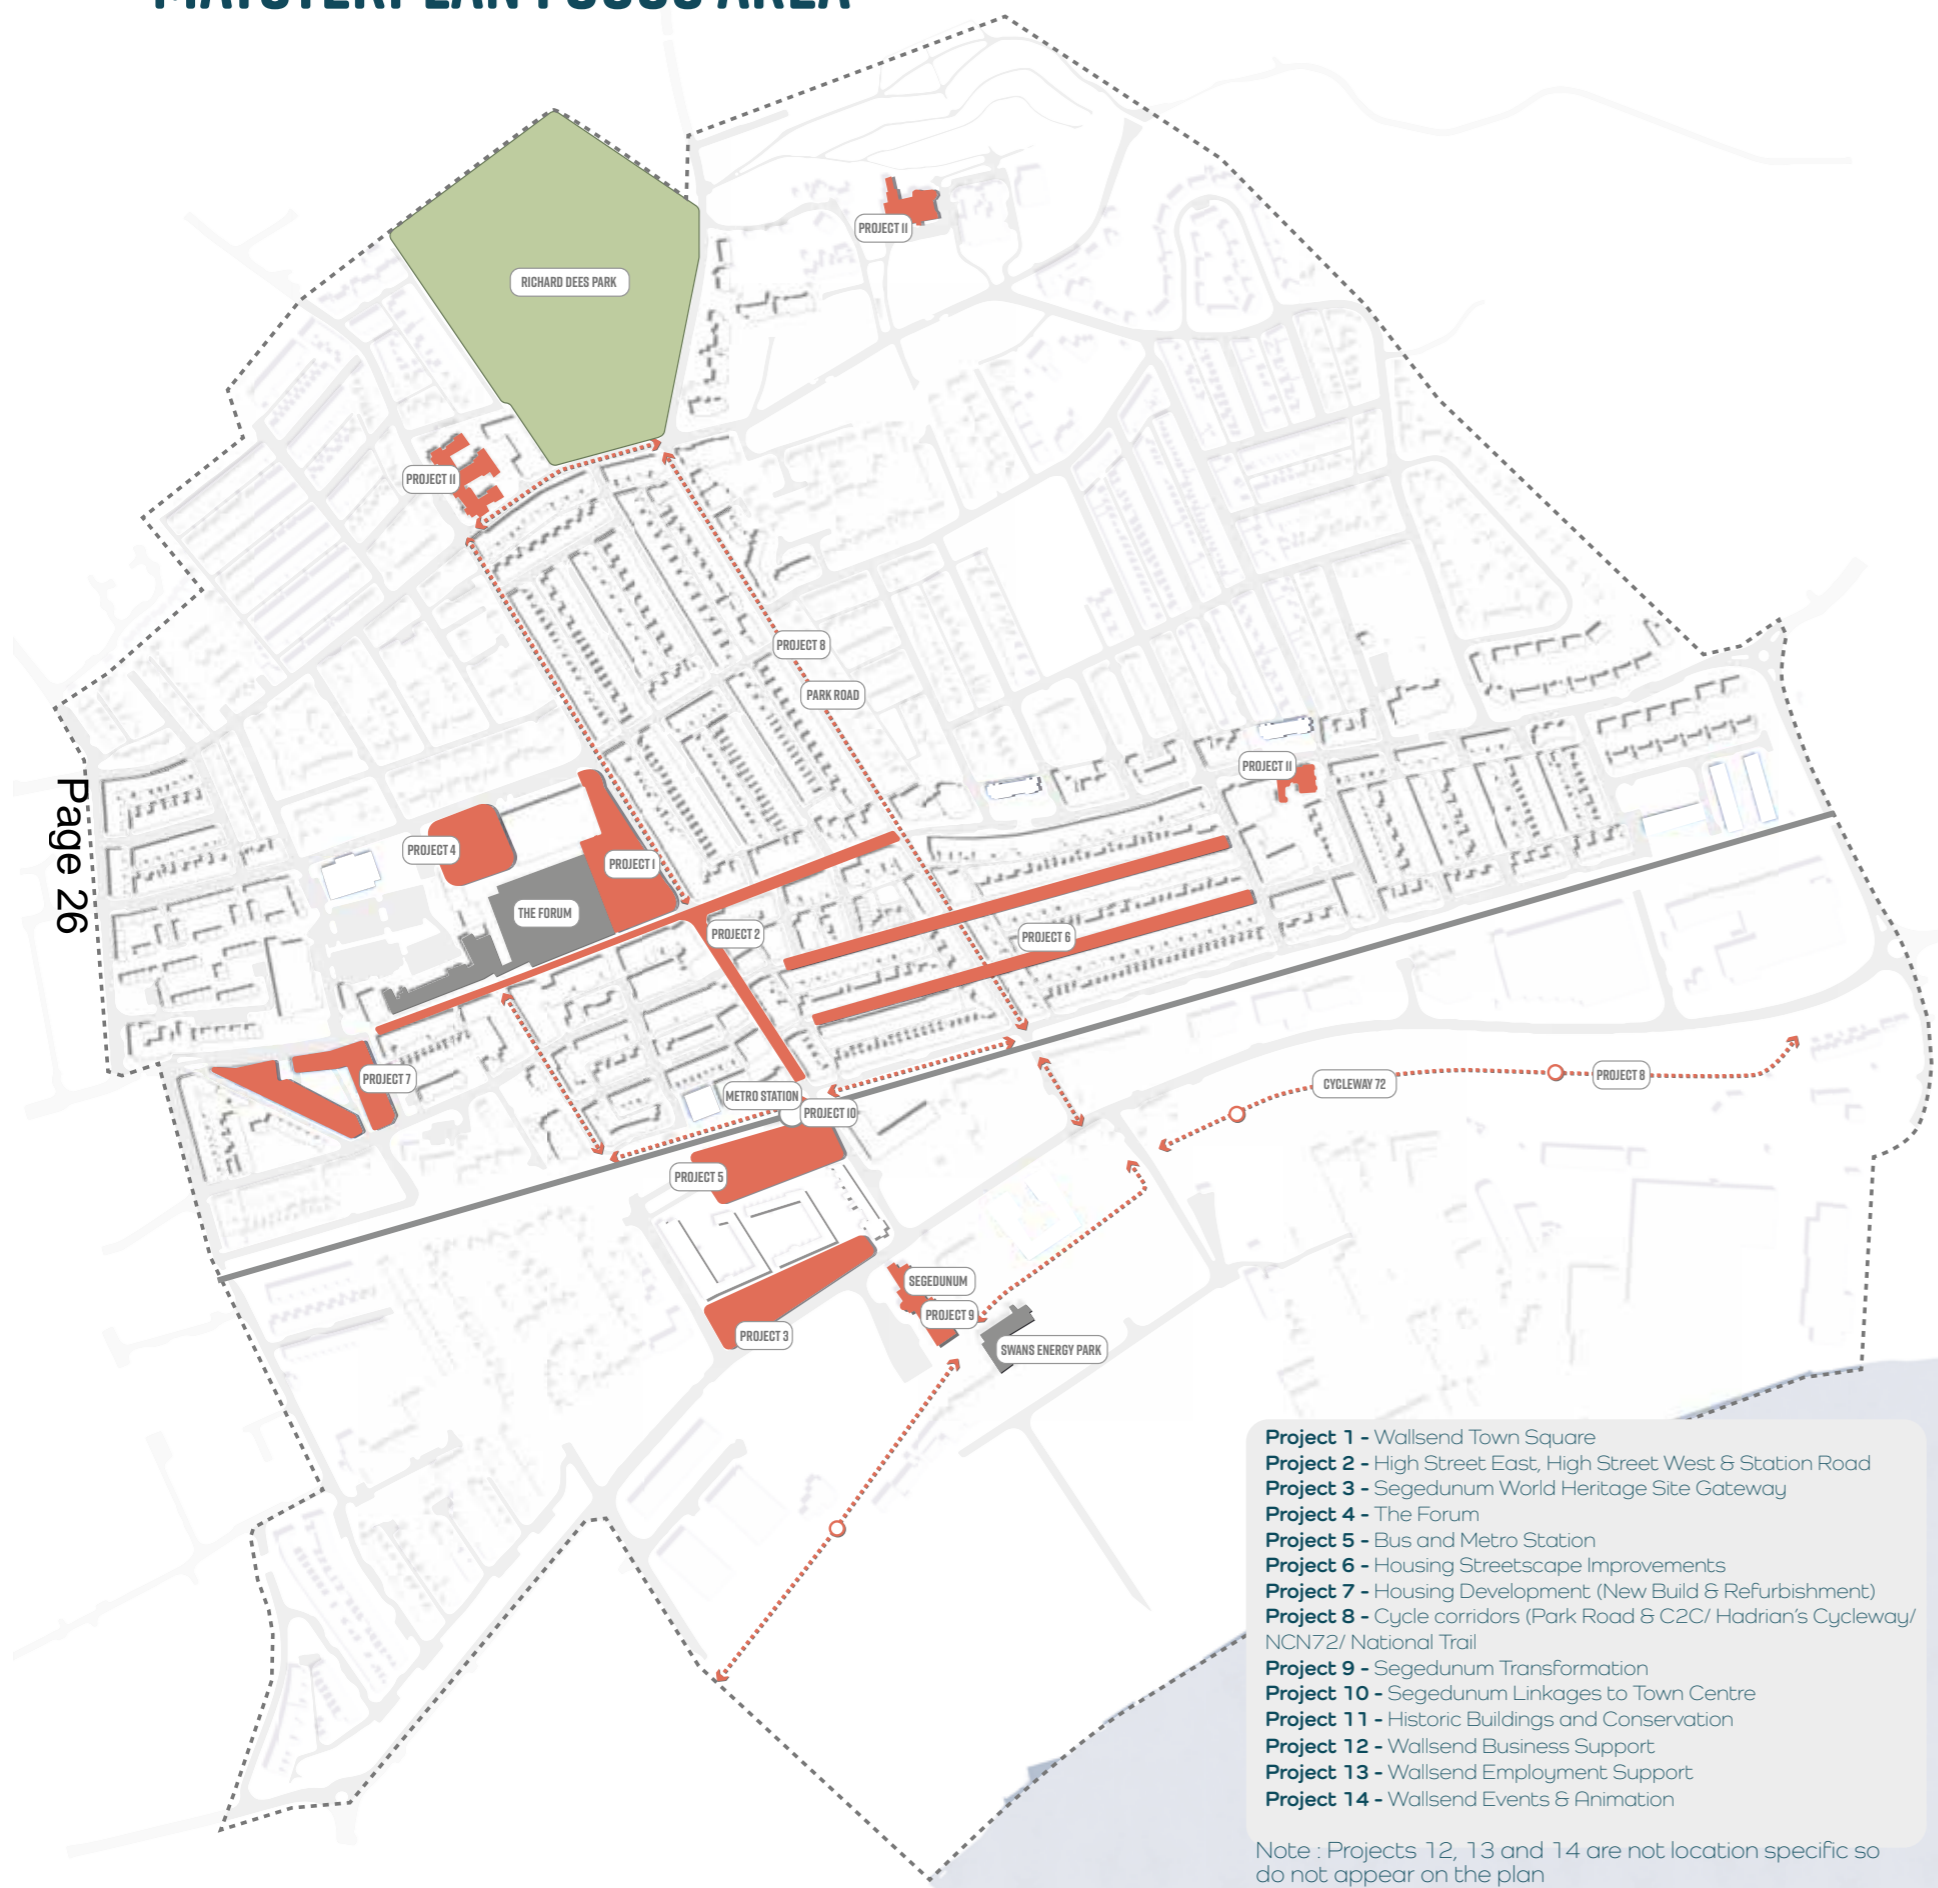 MATSTERPLAN FOCUS AREA
PROJECT 11
RICHARD DEES PARK
PROJECT 11
PROJECT 8
PARK ROAD
PROJECT 11
Page 26
PROJECT 4
PROJECT 1
THE FORUM
PROJECT 2
PROJECT 6
PROJECT 7
METRO STATION
PROJECT 10
CYCLEWAY 72
PROJECT 8
PROJECT 5
SEGEDUNUM
PROJECT 9
PROJECT 3
SWANS ENERGY PARK
Project 1 - Wallsend Town Square
Project 2 - High Street East, High Street West & Station Road
Project 3 - Segedunum World Heritage Site Gateway
Project 4 - The Forum
Project 5 - Bus and Metro Station
Project 6 - Housing Streetscape Improvements
Project 7 - Housing Development (New Build & Refurbishment)
Project 8 - Cycle corridors (Park Road & C2C/ Hadrian's Cycleway/
NCN72/ National Trail
Project 9 - Segedunum Transformation
Project 10 - Segedunum Linkages to Town Centre
Project 11 - Historic Buildings and Conservation
Project 12 - Wallsend Business Support
Project 13 - Wallsend Employment Support
Project 14 - Wallsend Events & Animation
Note : Projects 12, 13 and 14 are not location specific so
do not appear on the plan